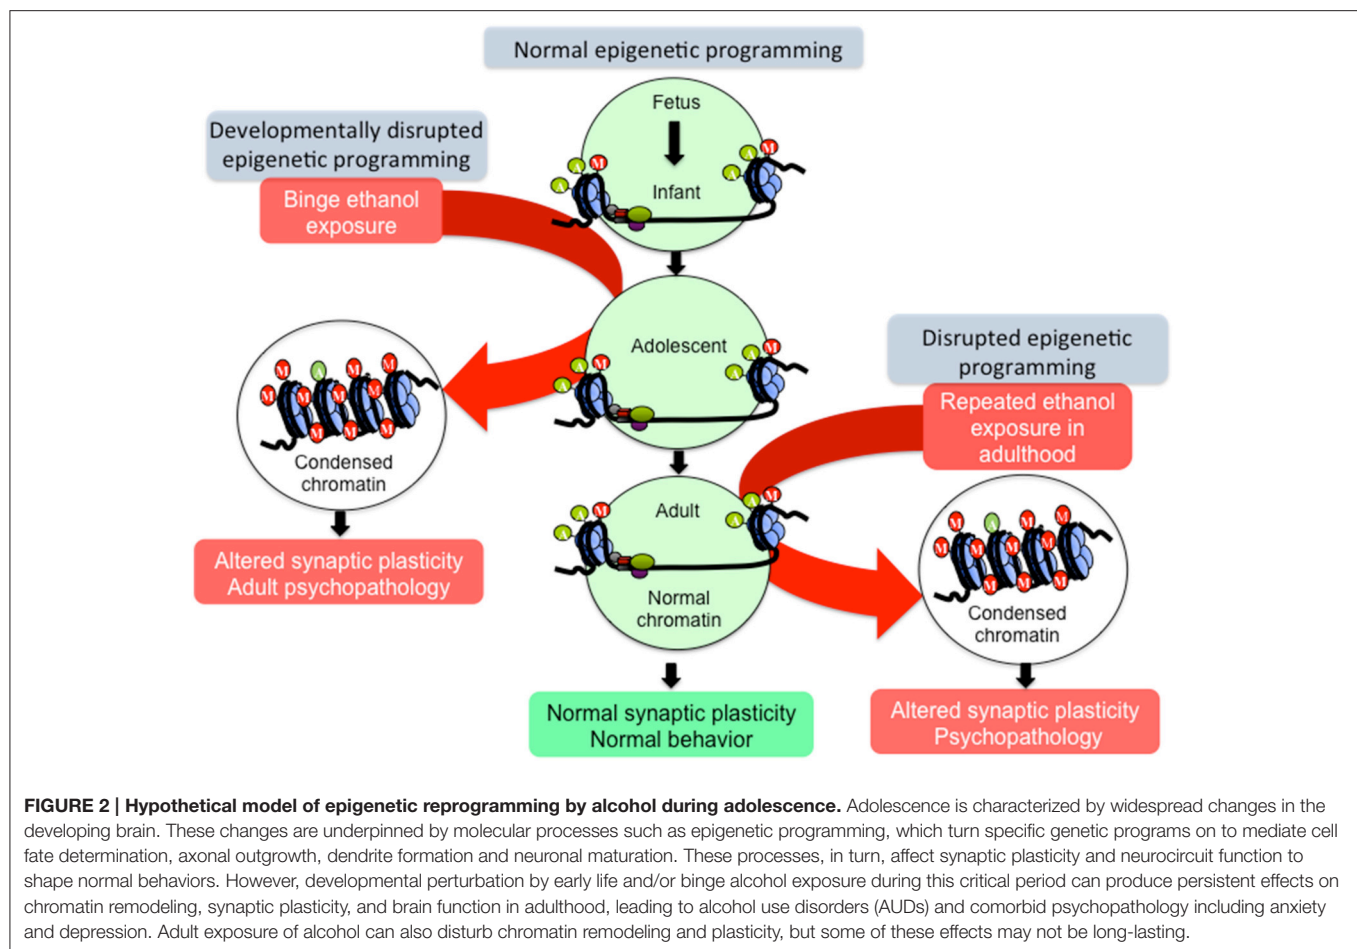 Normal epigenetic programming
Fetus
Infant
Developmentally disrupted
epigenetic programming
Binge ethanol
exposure
A
A
M
A
A
M
Adolescent
A
A
M
A
M
Disrupted epigenetic
programming
Repeated ethanol
exposure in
adulthood
M
A
M
M
M
M
M
M
M
M
Condensed
chromatin
Altered synaptic plasticity
Adult psychopathology
Adult
A
A
M
A
A
M
Normal
chromatin
Normal synaptic plasticity
Normal behavior
M
A
M
M
M
M
M
M
M
M
Condensed
chromatin
Altered synaptic plasticity
Psychopathology
FIGURE 2 | Hypothetical model of epigenetic reprogramming by alcohol during adolescence. Adolescence is characterized by widespread changes in the
developing brain. These changes are underpinned by molecular processes such as epigenetic programming, which turn specific genetic programs on to mediate cell
fate determination, axonal outgrowth, dendrite formation and neuronal maturation. These processes, in turn, affect synaptic plasticity and neurocircuit function to
shape normal behaviors. However, developmental perturbation by early life and/or binge alcohol exposure during this critical period can produce persistent effects on
chromatin remodeling, synaptic plasticity, and brain function in adulthood, leading to alcohol use disorders (AUDs) and comorbid psychopathology including anxiety
and depression. Adult exposure of alcohol can also disturb chromatin remodeling and plasticity, but some of these effects may not be long-lasting.